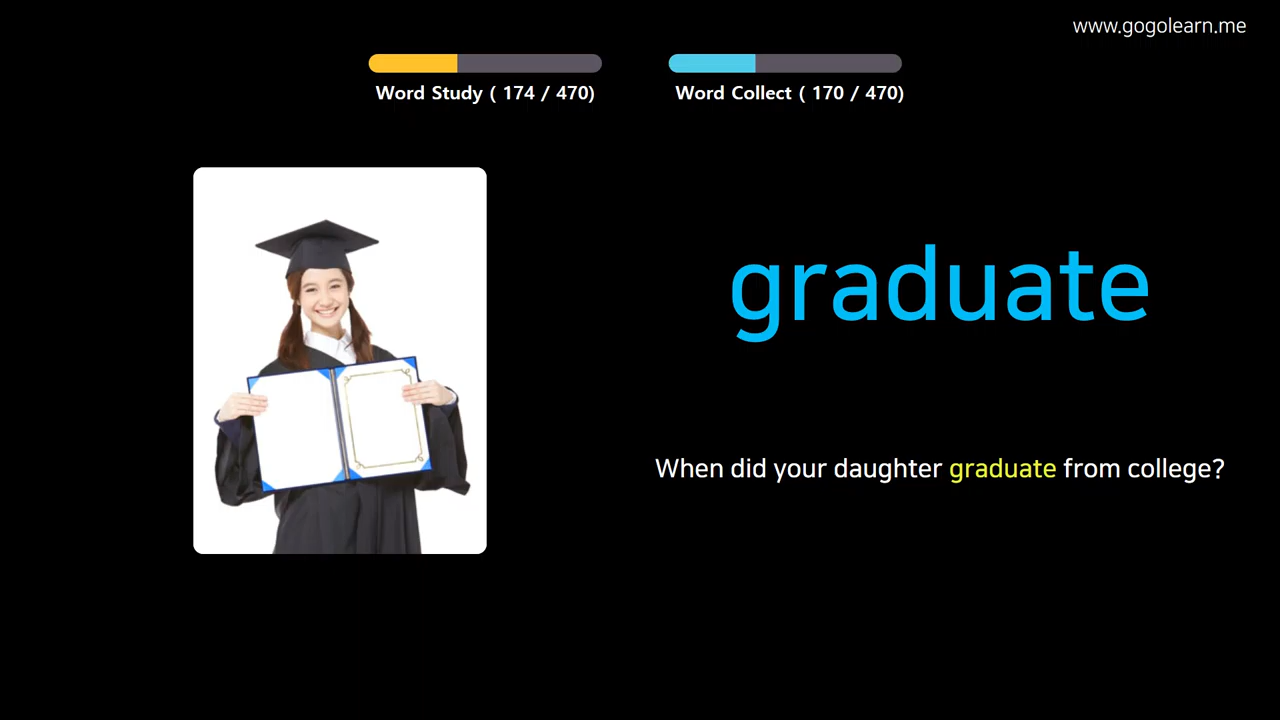 www.gogolearn.me
Word Study ( 174 / 470)
Word Collect ( 170 / 470)
graduate
When did your daughter graduate from college?